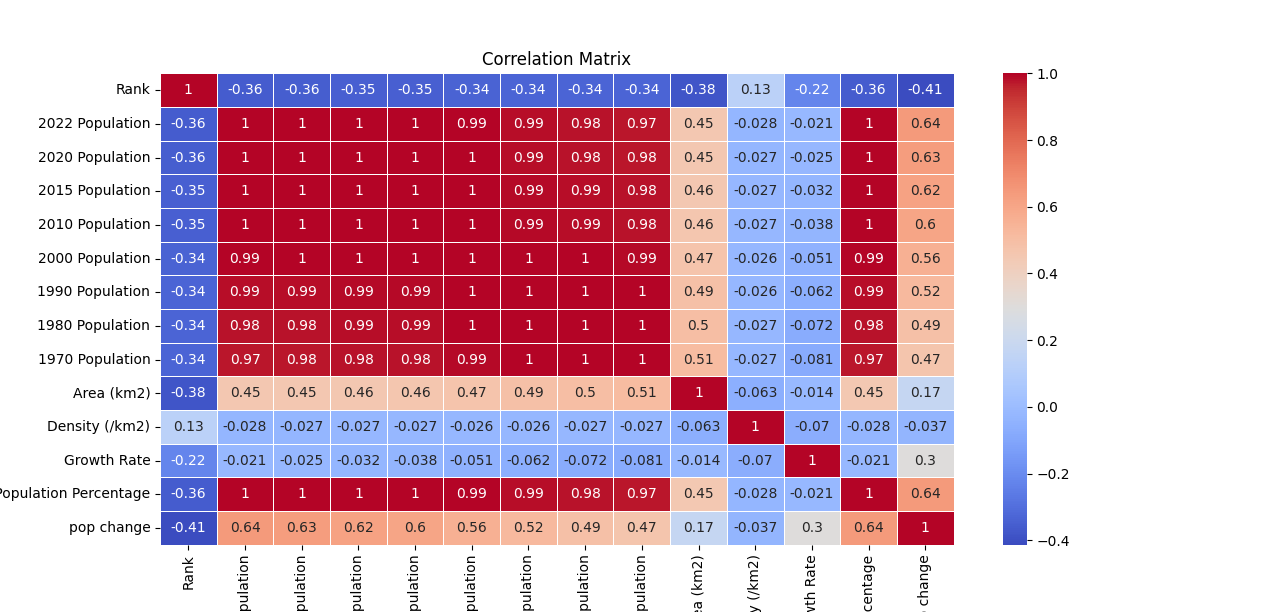 Correlation Matrix
Rank 1 -0.36 -0.36 -0.35 -0.35 -0.34 -0.34 -0.34 -0.34 -0.38 0.13 -0.22 -0.36 -0.41
2022 Population -0.36 1 1 1 1 0.99 0.99 0.98 0.97 0.45 -0.028 -0.021 1 0.64
2020 Population -0.36 1 1 1 1 1 0.99 0.98 0.98 0.45 -0.027 -0.025 1 0.63
2015 Population -0.35 1 1 1 1 1 0.99 0.99 0.98 0.46 -0.027 -0.032 1 0.62
2010 Population -0.35 1 1 1 1 1 0.99 0.99 0.98 0.46 -0.027 -0.038 1 0.6
2000 Population -0.34 0.99 1 1 1 1 1 1 0.99 0.47 -0.026 -0.051 0.99 0.56
1990 Population -0.34 0.99 0.99 0.99 0.99 1 1 1 1 0.49 -0.026 -0.062 0.99 0.52
1980 Population -0.34 0.98 0.98 0.99 0.99 1 1 1 1 0.5 -0.027 -0.072 0.98 0.49
1970 Population -0.34 0.97 0.98 0.98 0.98 0.99 1 1 1 0.51 -0.027 -0.081 0.97 0.47
Area (km2) -0.38 0.45 0.45 0.46 0.46 0.47 0.49 0.5 0.51 1 -0.063 -0.014 0.45 0.17
Density (/km2) 0.13 -0.028 -0.027 -0.027 -0.027 -0.026 -0.026 -0.027 -0.027 -0.063 1 -0.07 -0.028 -0.037
Growth Rate -0.22 -0.021 -0.025 -0.032 -0.038 -0.051 -0.062 -0.072 -0.081 -0.014 -0.07 1 -0.021 0.3
Population Percentage -0.36 1 1 1 1 0.99 0.99 0.98 0.97 0.45 -0.028 -0.021 1 0.64
pop change -0.41 0.64 0.63 0.62 0.6 0.56 0.52 0.49 0.47 0.17 -0.037 0.3 0.64 1
Rank
pulation
pulation
pulation
pulation
pulation
pulation
pulation
pulation
ea (km2)
y (/km2)
wth Rate
centage
change
1.0
0.8
0.6
0.4
0.2
0.0
−0.2
−0.4